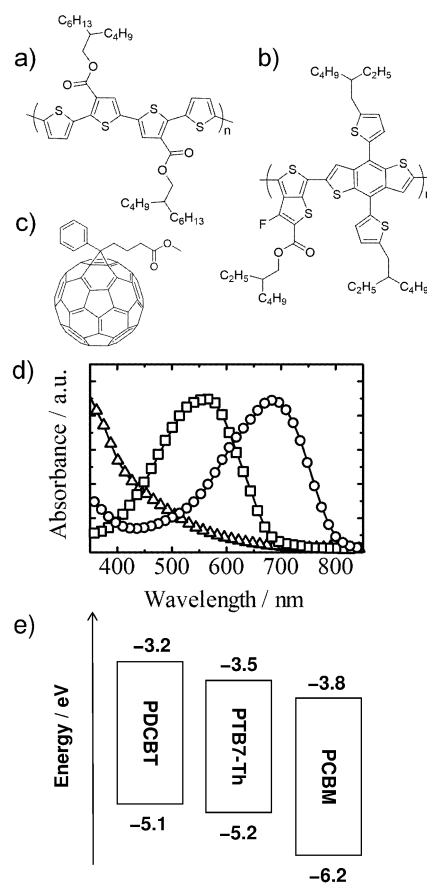 a)
C₆H₁₃
C₄H₉
O
O
S
S
S
S
n
O
O
C₄H₉
C₆H₁₃
b)
C₄H₉
C₂H₅
S
S
S
F
S
S
S
n
O
O
C₂H₅
C₄H₉
C₂H₅
C₄H₉
c)
O
O
d)
Absorbance / a.u.
400 500 600 700 800
Wavelength / nm
e)
Energy / eV
−3.2
PDCBT
−5.1
−3.5
PTB7-Th
−5.2
−3.8
PCBM
−6.2